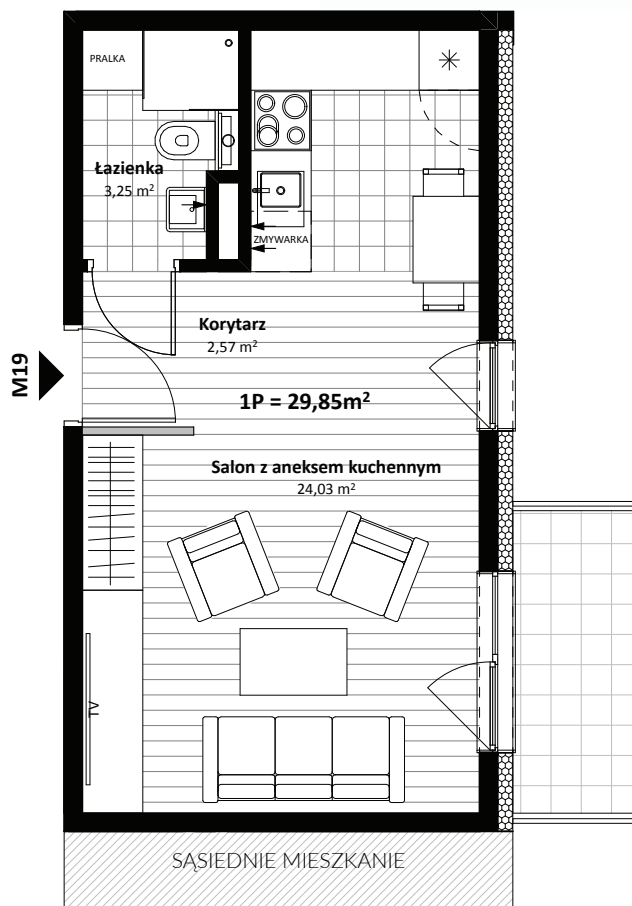 PRALKA
Łazienka
3,25 m²
ZMYWARKA
Korytarz
2,57 m²
M19
1P = 29,85m²
Salon z aneksem kuchennym
24,03 m²
TV
SĄSIEDNIE MIESZKANIE